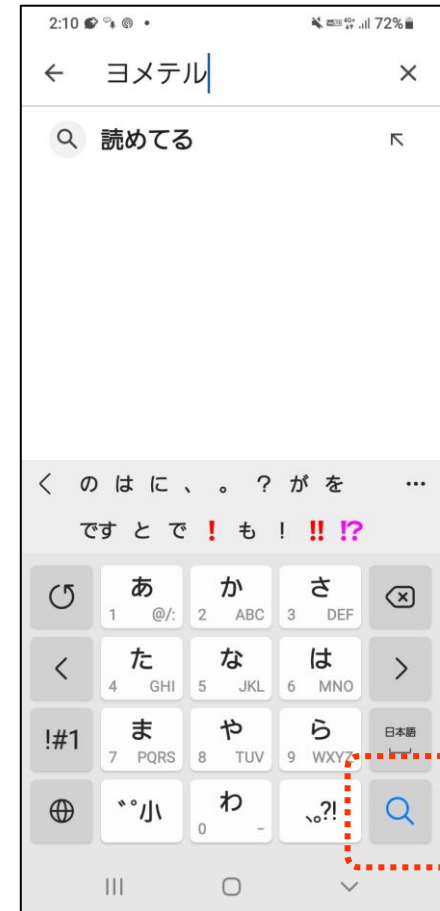 2:10 72%
ヨメテル
読めてる
の は に 、 。 ? が を
です と で ! も ! !! !?
あ 1 @/: か 2 ABC さ 3 DEF
た 4 GHI な 5 JKL は 6 MNO
!#1 ま 7 PQRS や 8 TUV ら 9 WXYZ 日本語
゛゜小 わ 0 - 、。?!